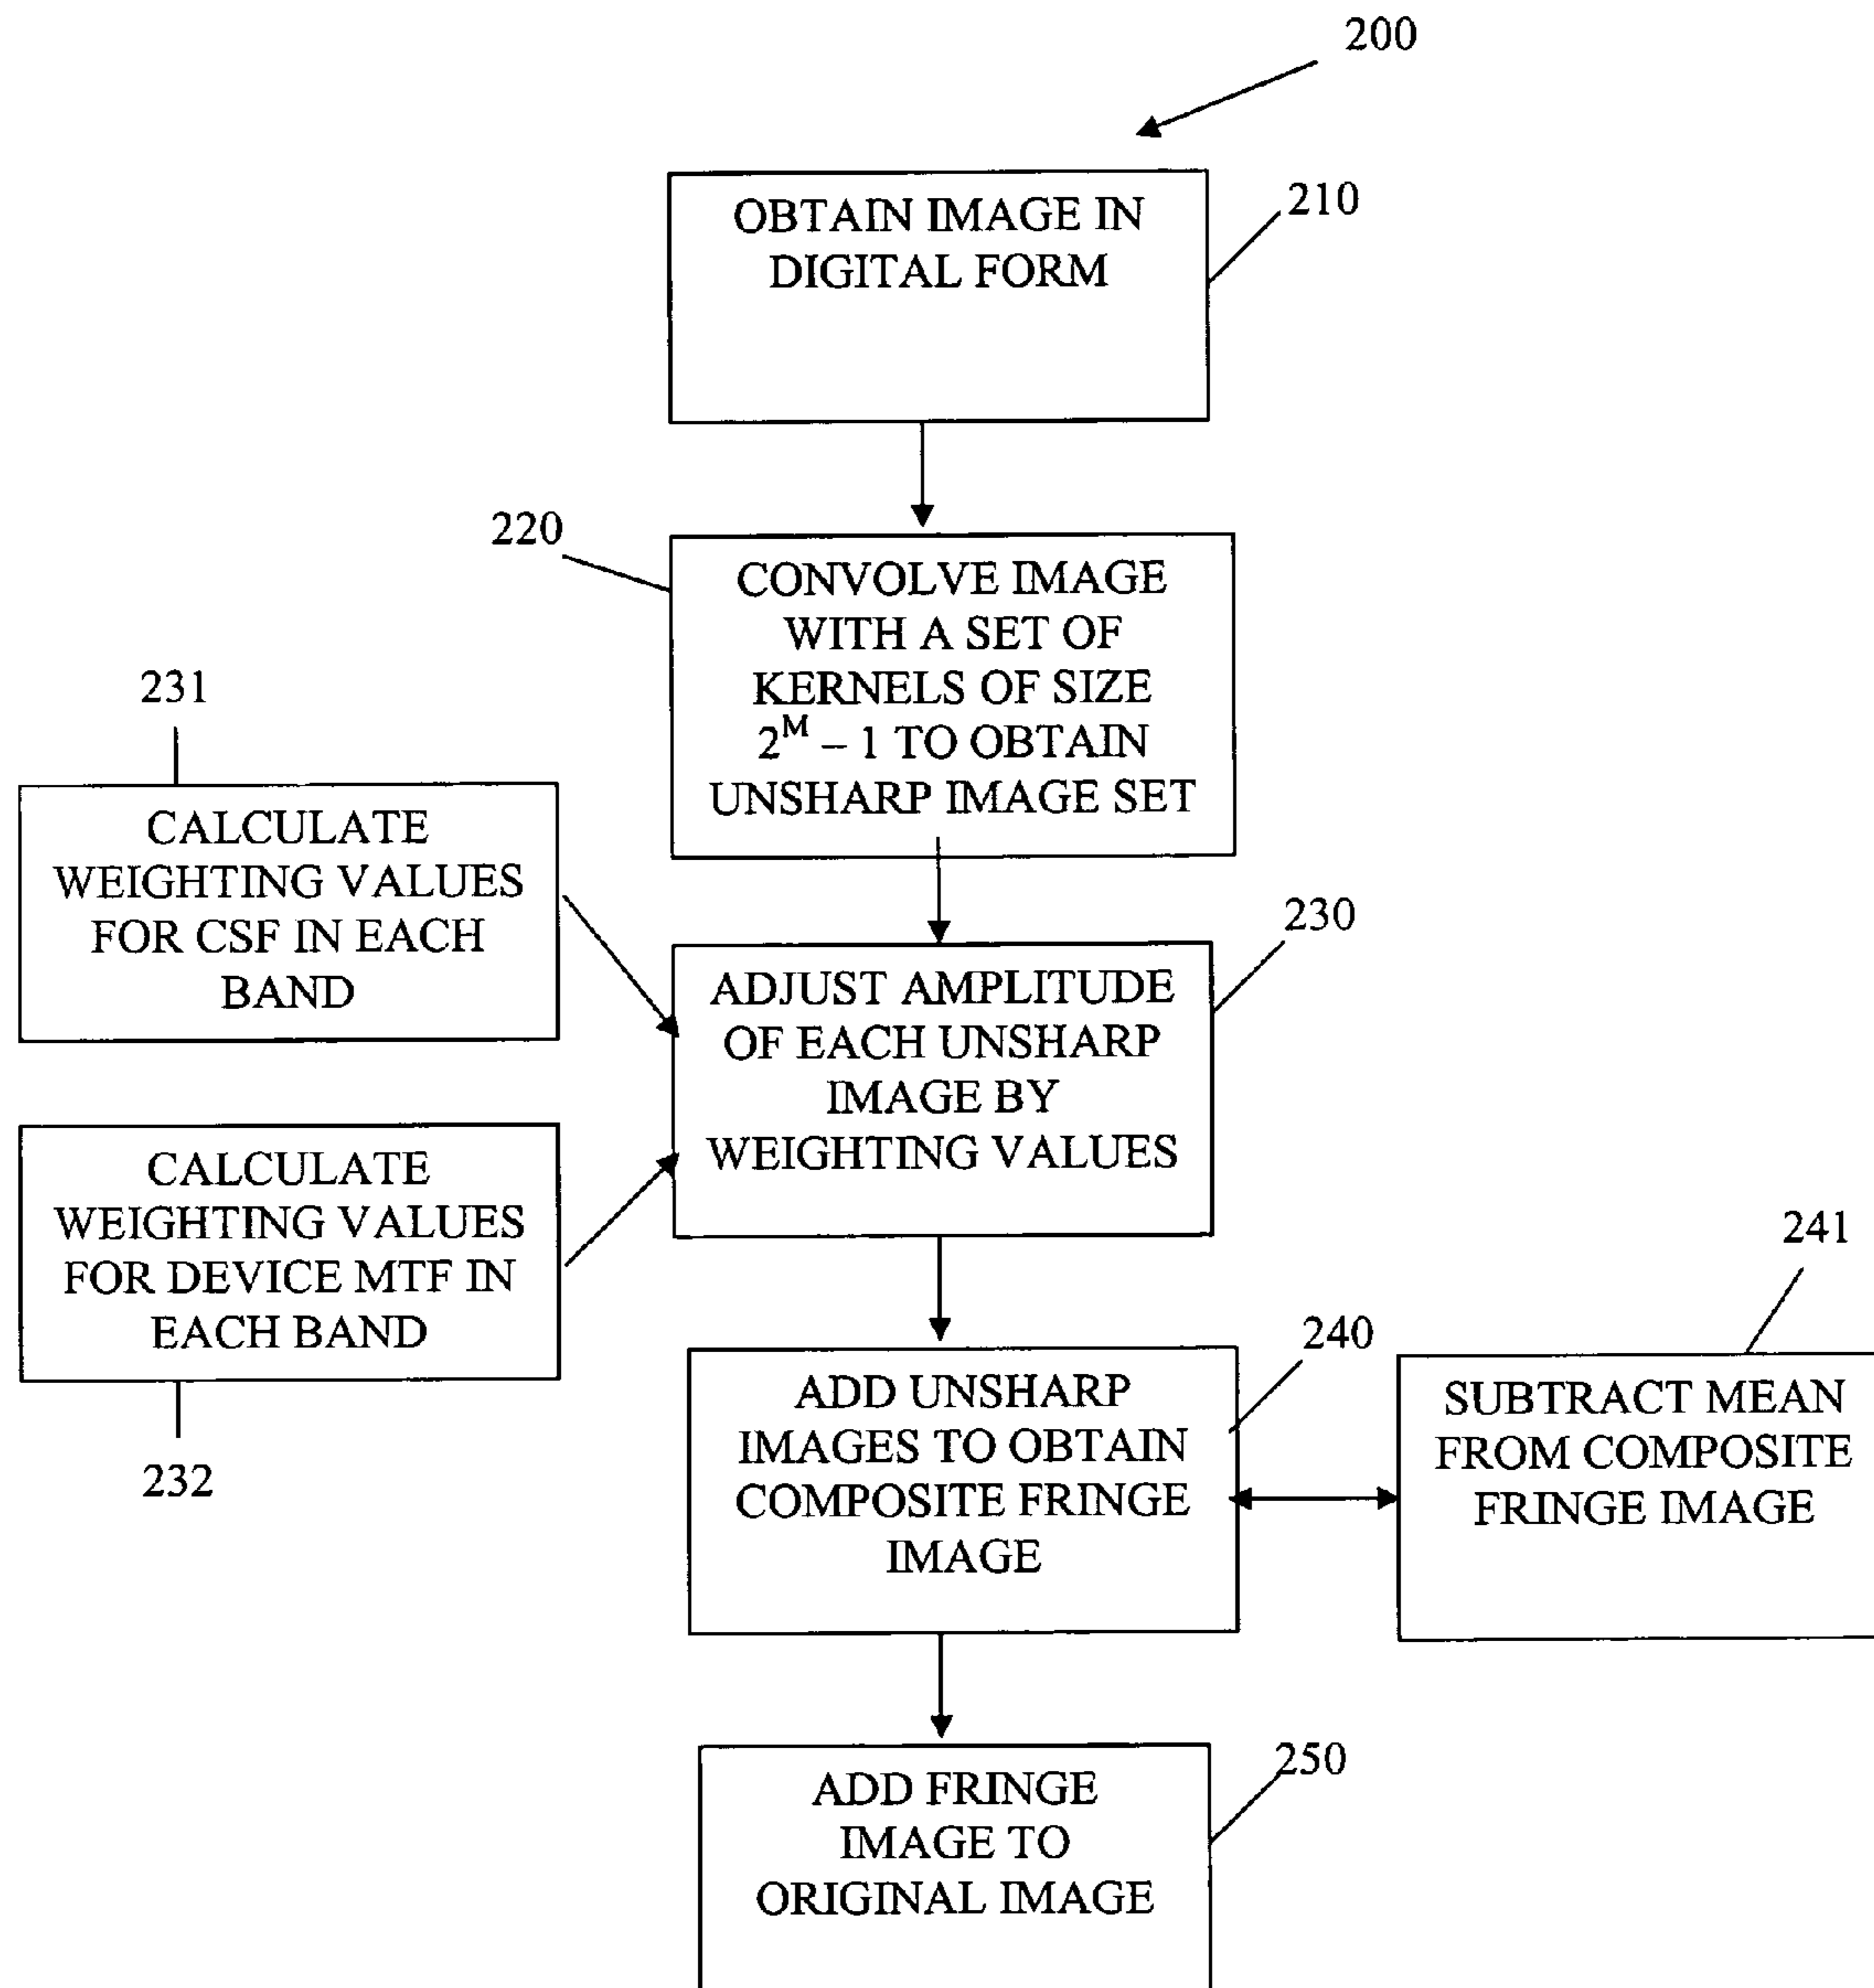 200
OBTAIN IMAGE IN
DIGITAL FORM
210
220
CONVOLVE IMAGE
WITH A SET OF
KERNELS OF SIZE
2^M – 1 TO OBTAIN
UNSHARP IMAGE SET
231
CALCULATE
WEIGHTING VALUES
FOR CSF IN EACH
BAND
230
ADJUST AMPLITUDE
OF EACH UNSHARP
IMAGE BY
WEIGHTING VALUES
CALCULATE
WEIGHTING VALUES
FOR DEVICE MTF IN
EACH BAND
232
240
ADD UNSHARP
IMAGES TO OBTAIN
COMPOSITE FRINGE
IMAGE
241
SUBTRACT MEAN
FROM COMPOSITE
FRINGE IMAGE
250
ADD FRINGE
IMAGE TO
ORIGINAL IMAGE